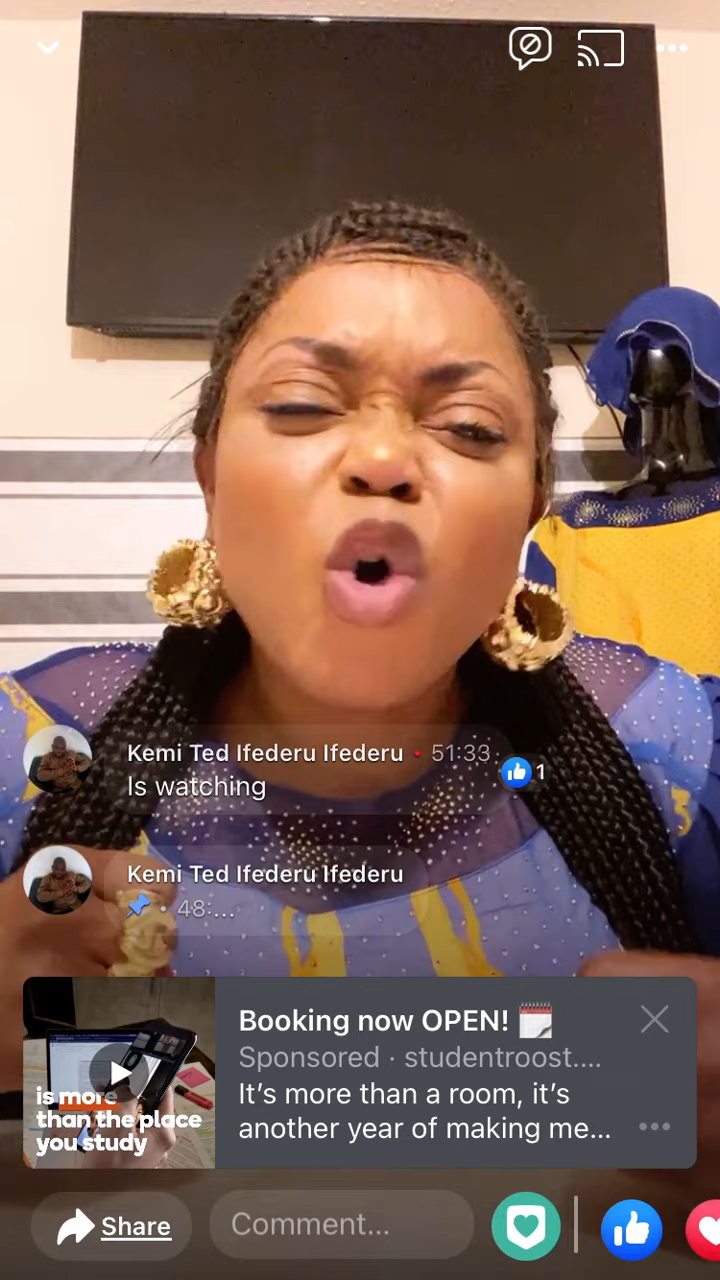 Kemi Ted Ifederu Ifederu • 51:33
Is watching
1
Kemi Ted Ifederu Ifederu
📌 • 48:...
Booking now OPEN! 🗓️
Sponsored · studentroost....
It’s more than a room, it’s
another year of making me...
is more
than the place
you study
Share
Comment...